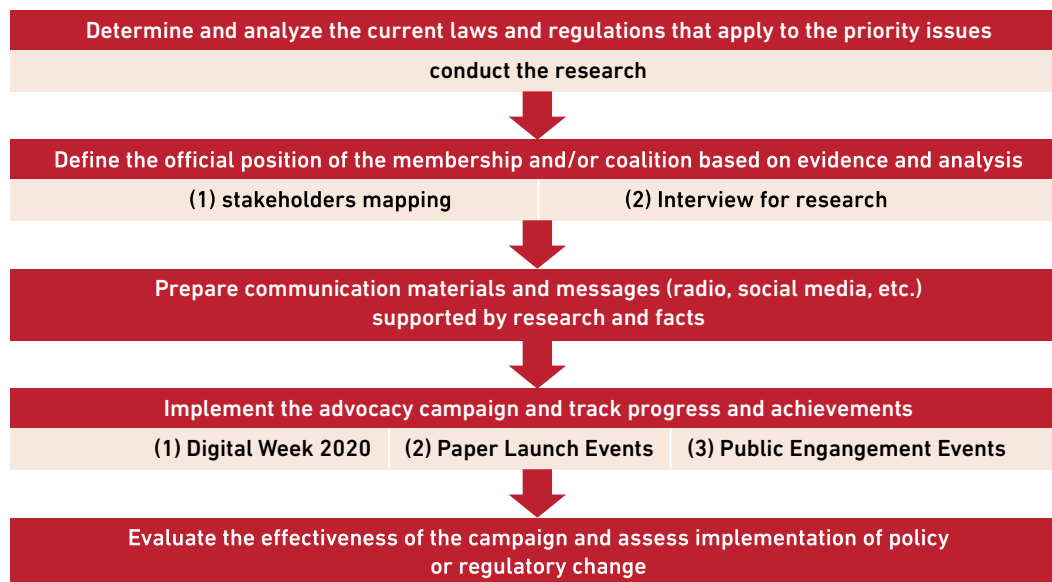 Determine and analyze the current laws and regulations that apply to the priority issues
conduct the research
Define the official position of the membership and/or coalition based on evidence and analysis
(1) stakeholders mapping
(2) Interview for research
Prepare communication materials and messages (radio, social media, etc.)
supported by research and facts
Implement the advocacy campaign and track progress and achievements
(1) Digital Week 2020
(2) Paper Launch Events
(3) Public Engangement Events
Evaluate the effectiveness of the campaign and assess implementation of policy
or regulatory change